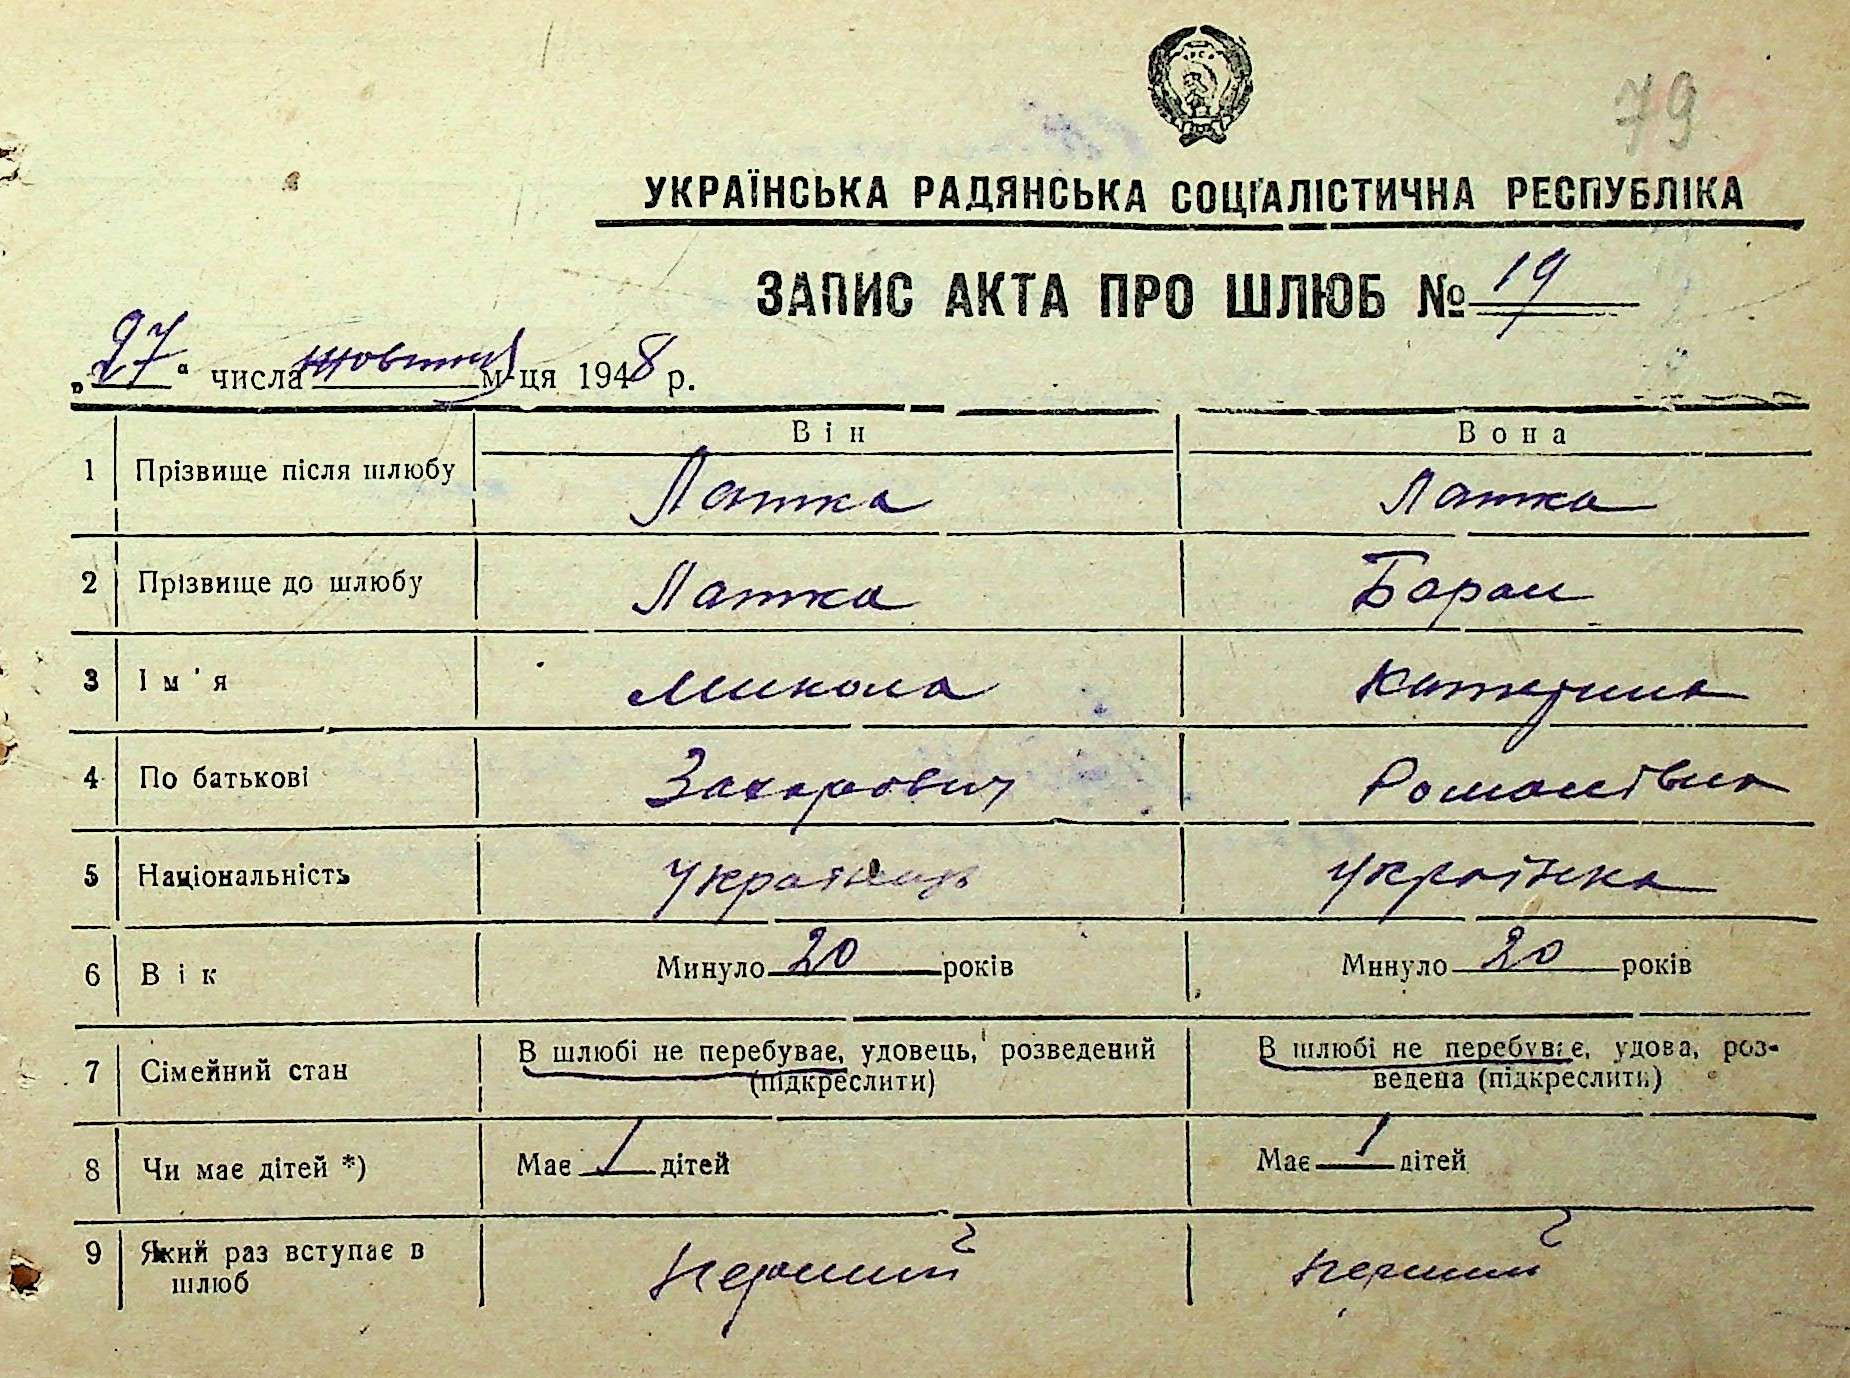 79
УКРАЇНСЬКА РАДЯНСЬКА СОЦІАЛІСТИЧНА РЕСПУБЛІКА
ЗАПИС АКТА ПРО ШЛЮБ № 19
„27“ числа жовтня м-ця 1948 р.
Він Вона
1 Прізвище після шлюбу Латка Латка
2 Прізвище до шлюбу Латка Баран
3 Ім'я Микола Катерина
4 По батькові Захарович Романівна
5 Національність Українець Українка
6 Вік Минуло 20 років Минуло 20 років
7 Сімейний стан В шлюбі не перебуває, удовець, розведений (підкреслити) В шлюбі не перебуває, удова, роз-
ведена (підкреслити)
8 Чи має дітей *) Має 1 дітей Має 1 дітей
9 Який раз вступає в шлюб перший перший